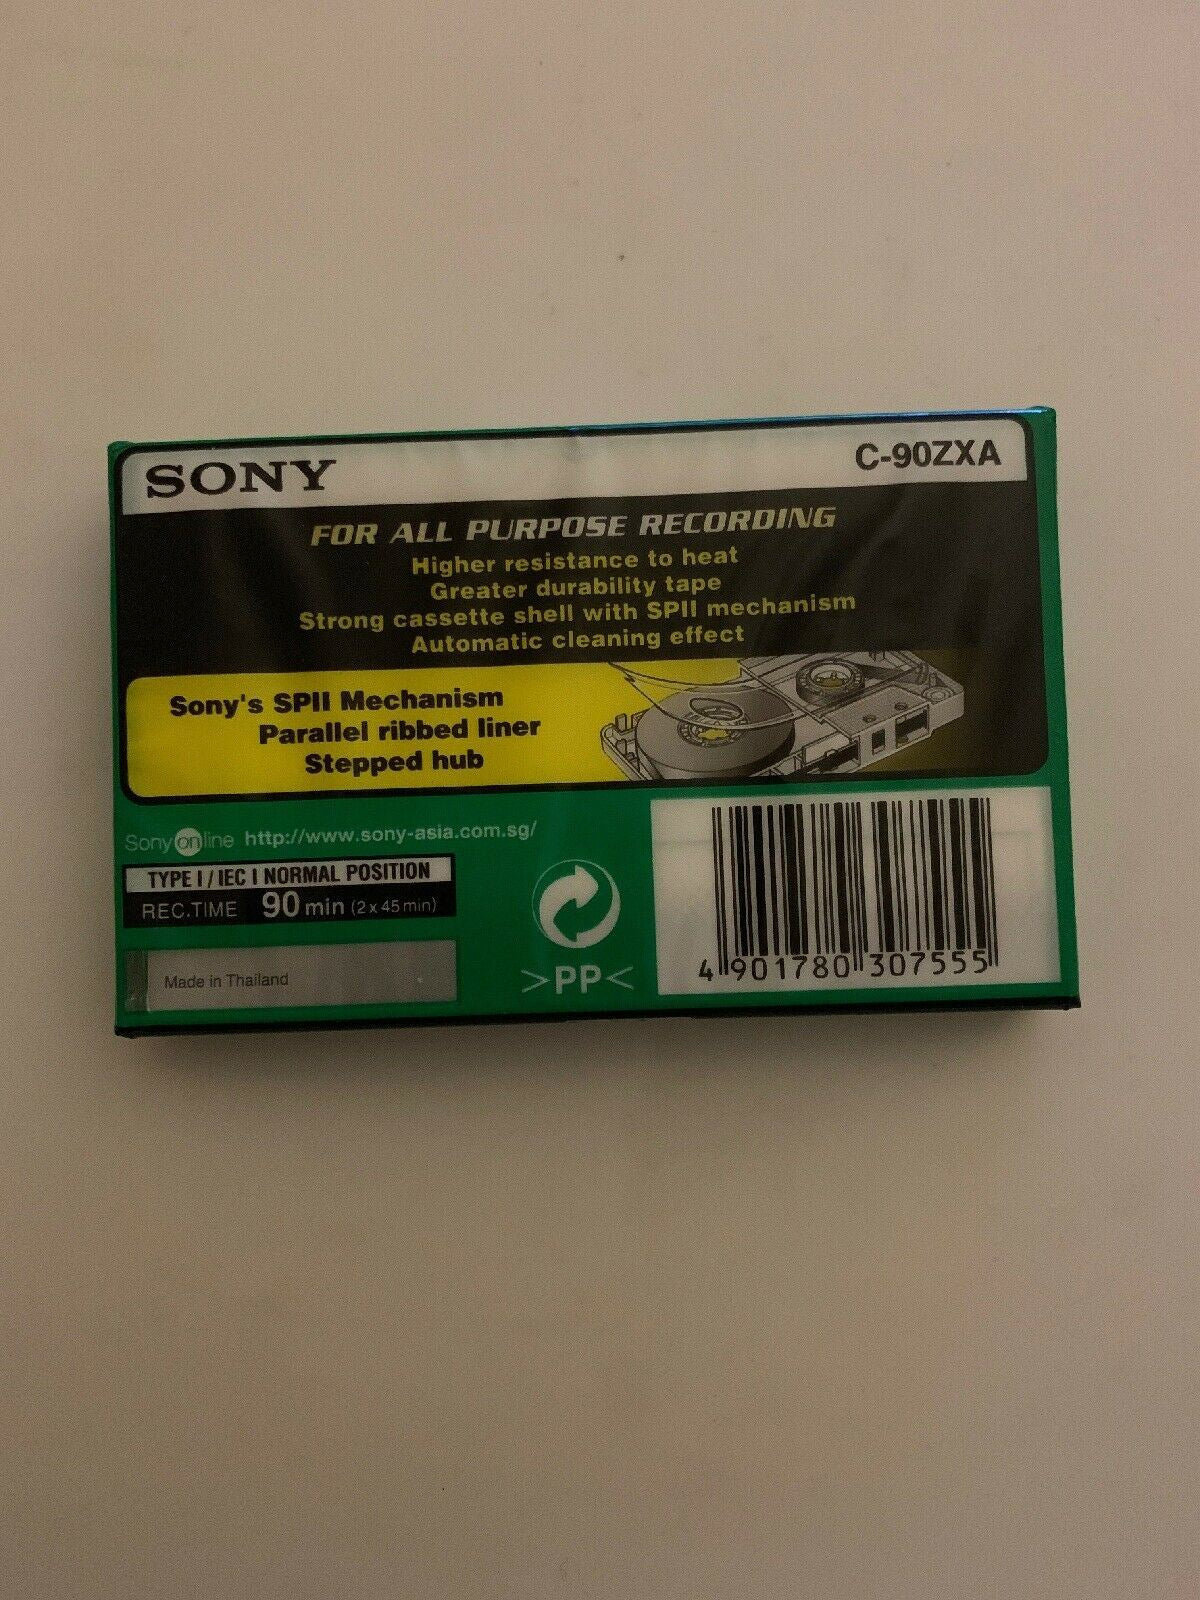 SONY
C-90ZXA
FOR ALL PURPOSE RECORDING
Higher resistance to heat
Greater durability tape
Strong cassette shell with SPII mechanism
Automatic cleaning effect
Sony's SPII Mechanism
Parallel ribbed liner
Stepped hub
Sony online http://www.sony-asia.com.sg/
TYPE I / IEC I NORMAL POSITION
REC.TIME 90 min (2 x 45 min)
Made in Thailand
>PP<
4 901780 307555